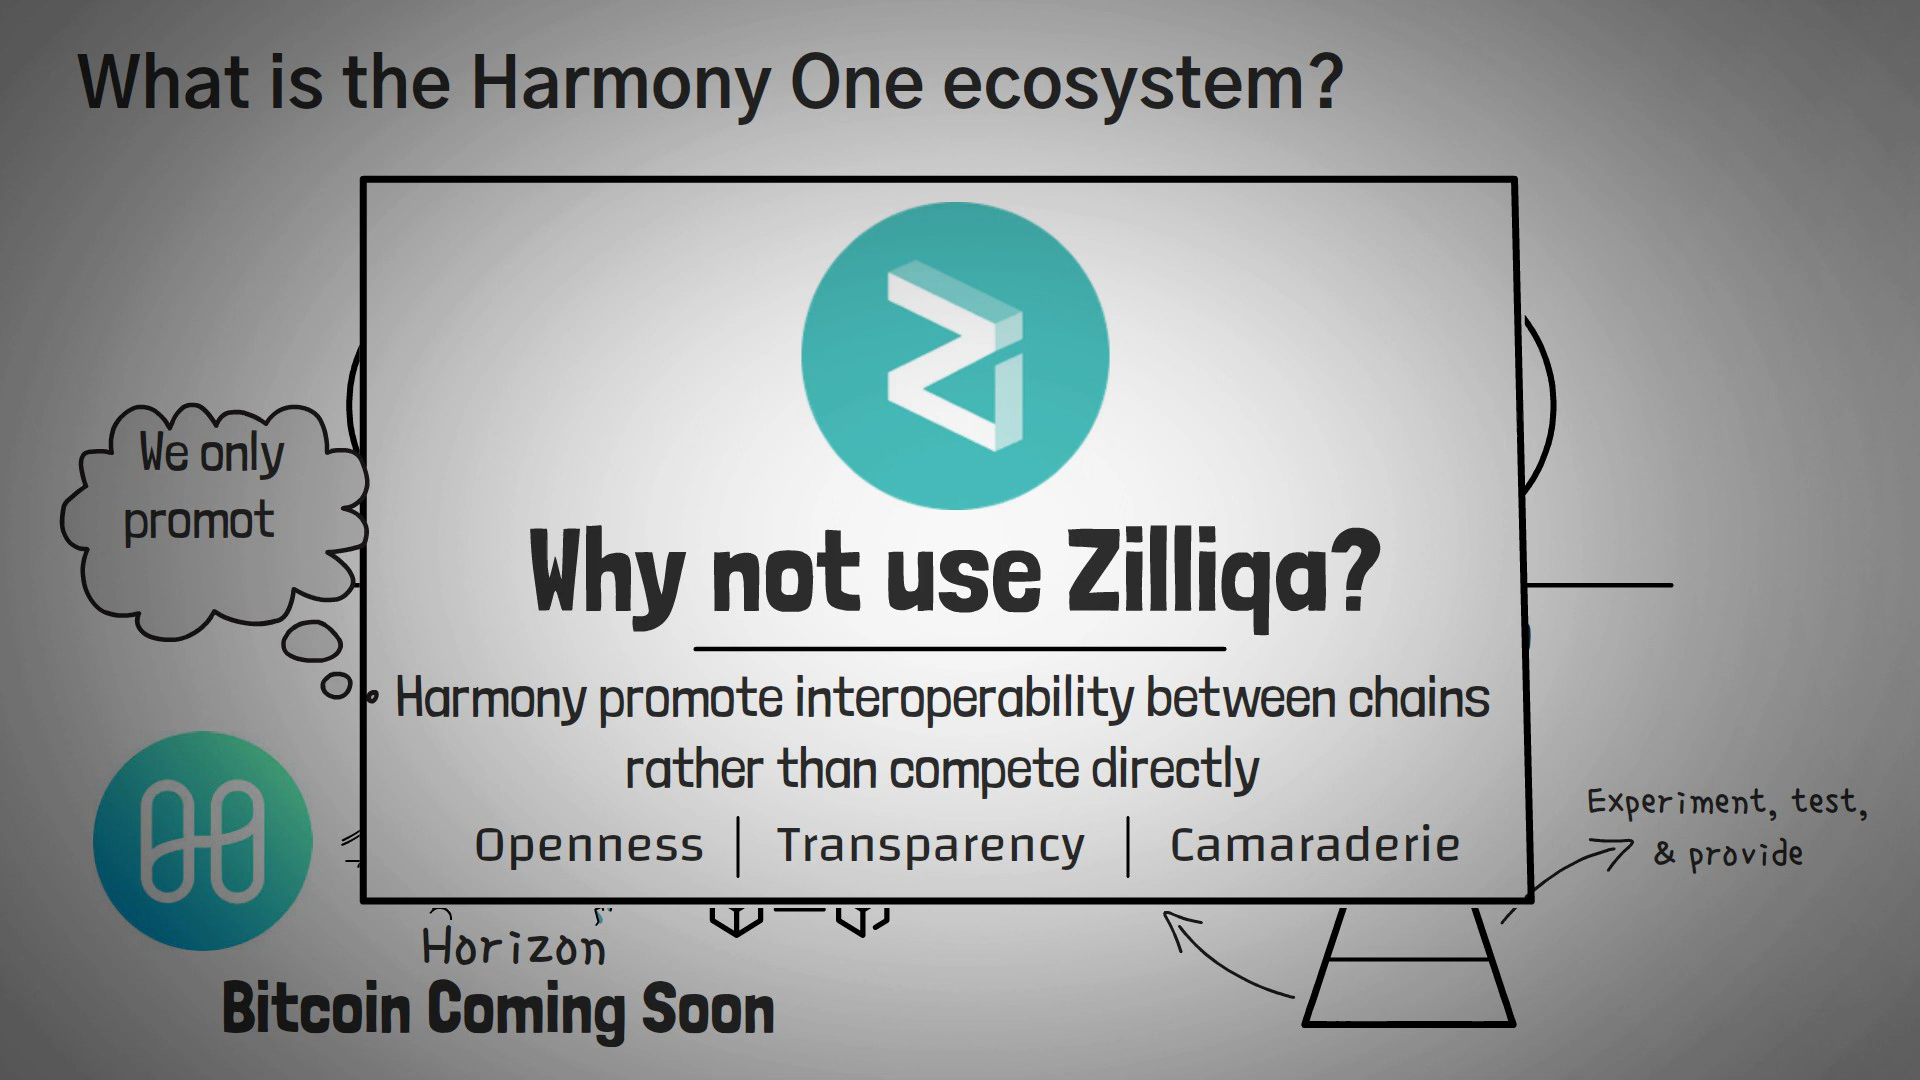 What is the Harmony One ecosystem?
We only
promot
Why not use Zilliqa?
Harmony promote interoperability between chains
rather than compete directly
Openness | Transparency | Camaraderie
Experiment, test,
& provide
Horizon
Bitcoin Coming Soon